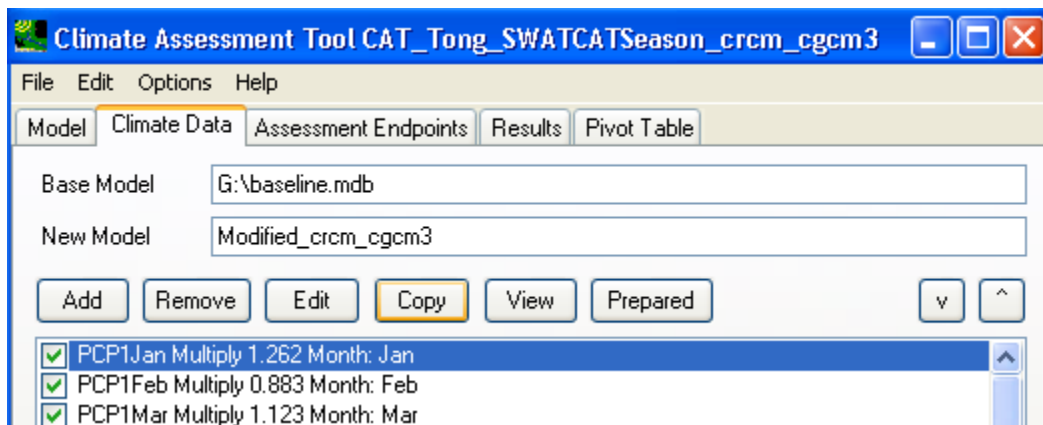 Climate Assessment Tool CAT_Tong_SWATCATSeason_crcm_cgcm3
File Edit Options Help
Model Climate Data Assessment Endpoints Results Pivot Table
Base Model G:\baseline.mdb
New Model Modified_crcm_cgcm3
Add Remove Edit Copy View Prepared v ^
PCP1Jan Multiply 1.262 Month: Jan
PCP1Feb Multiply 0.883 Month: Feb
PCP1Mar Multiply 1.123 Month: Mar